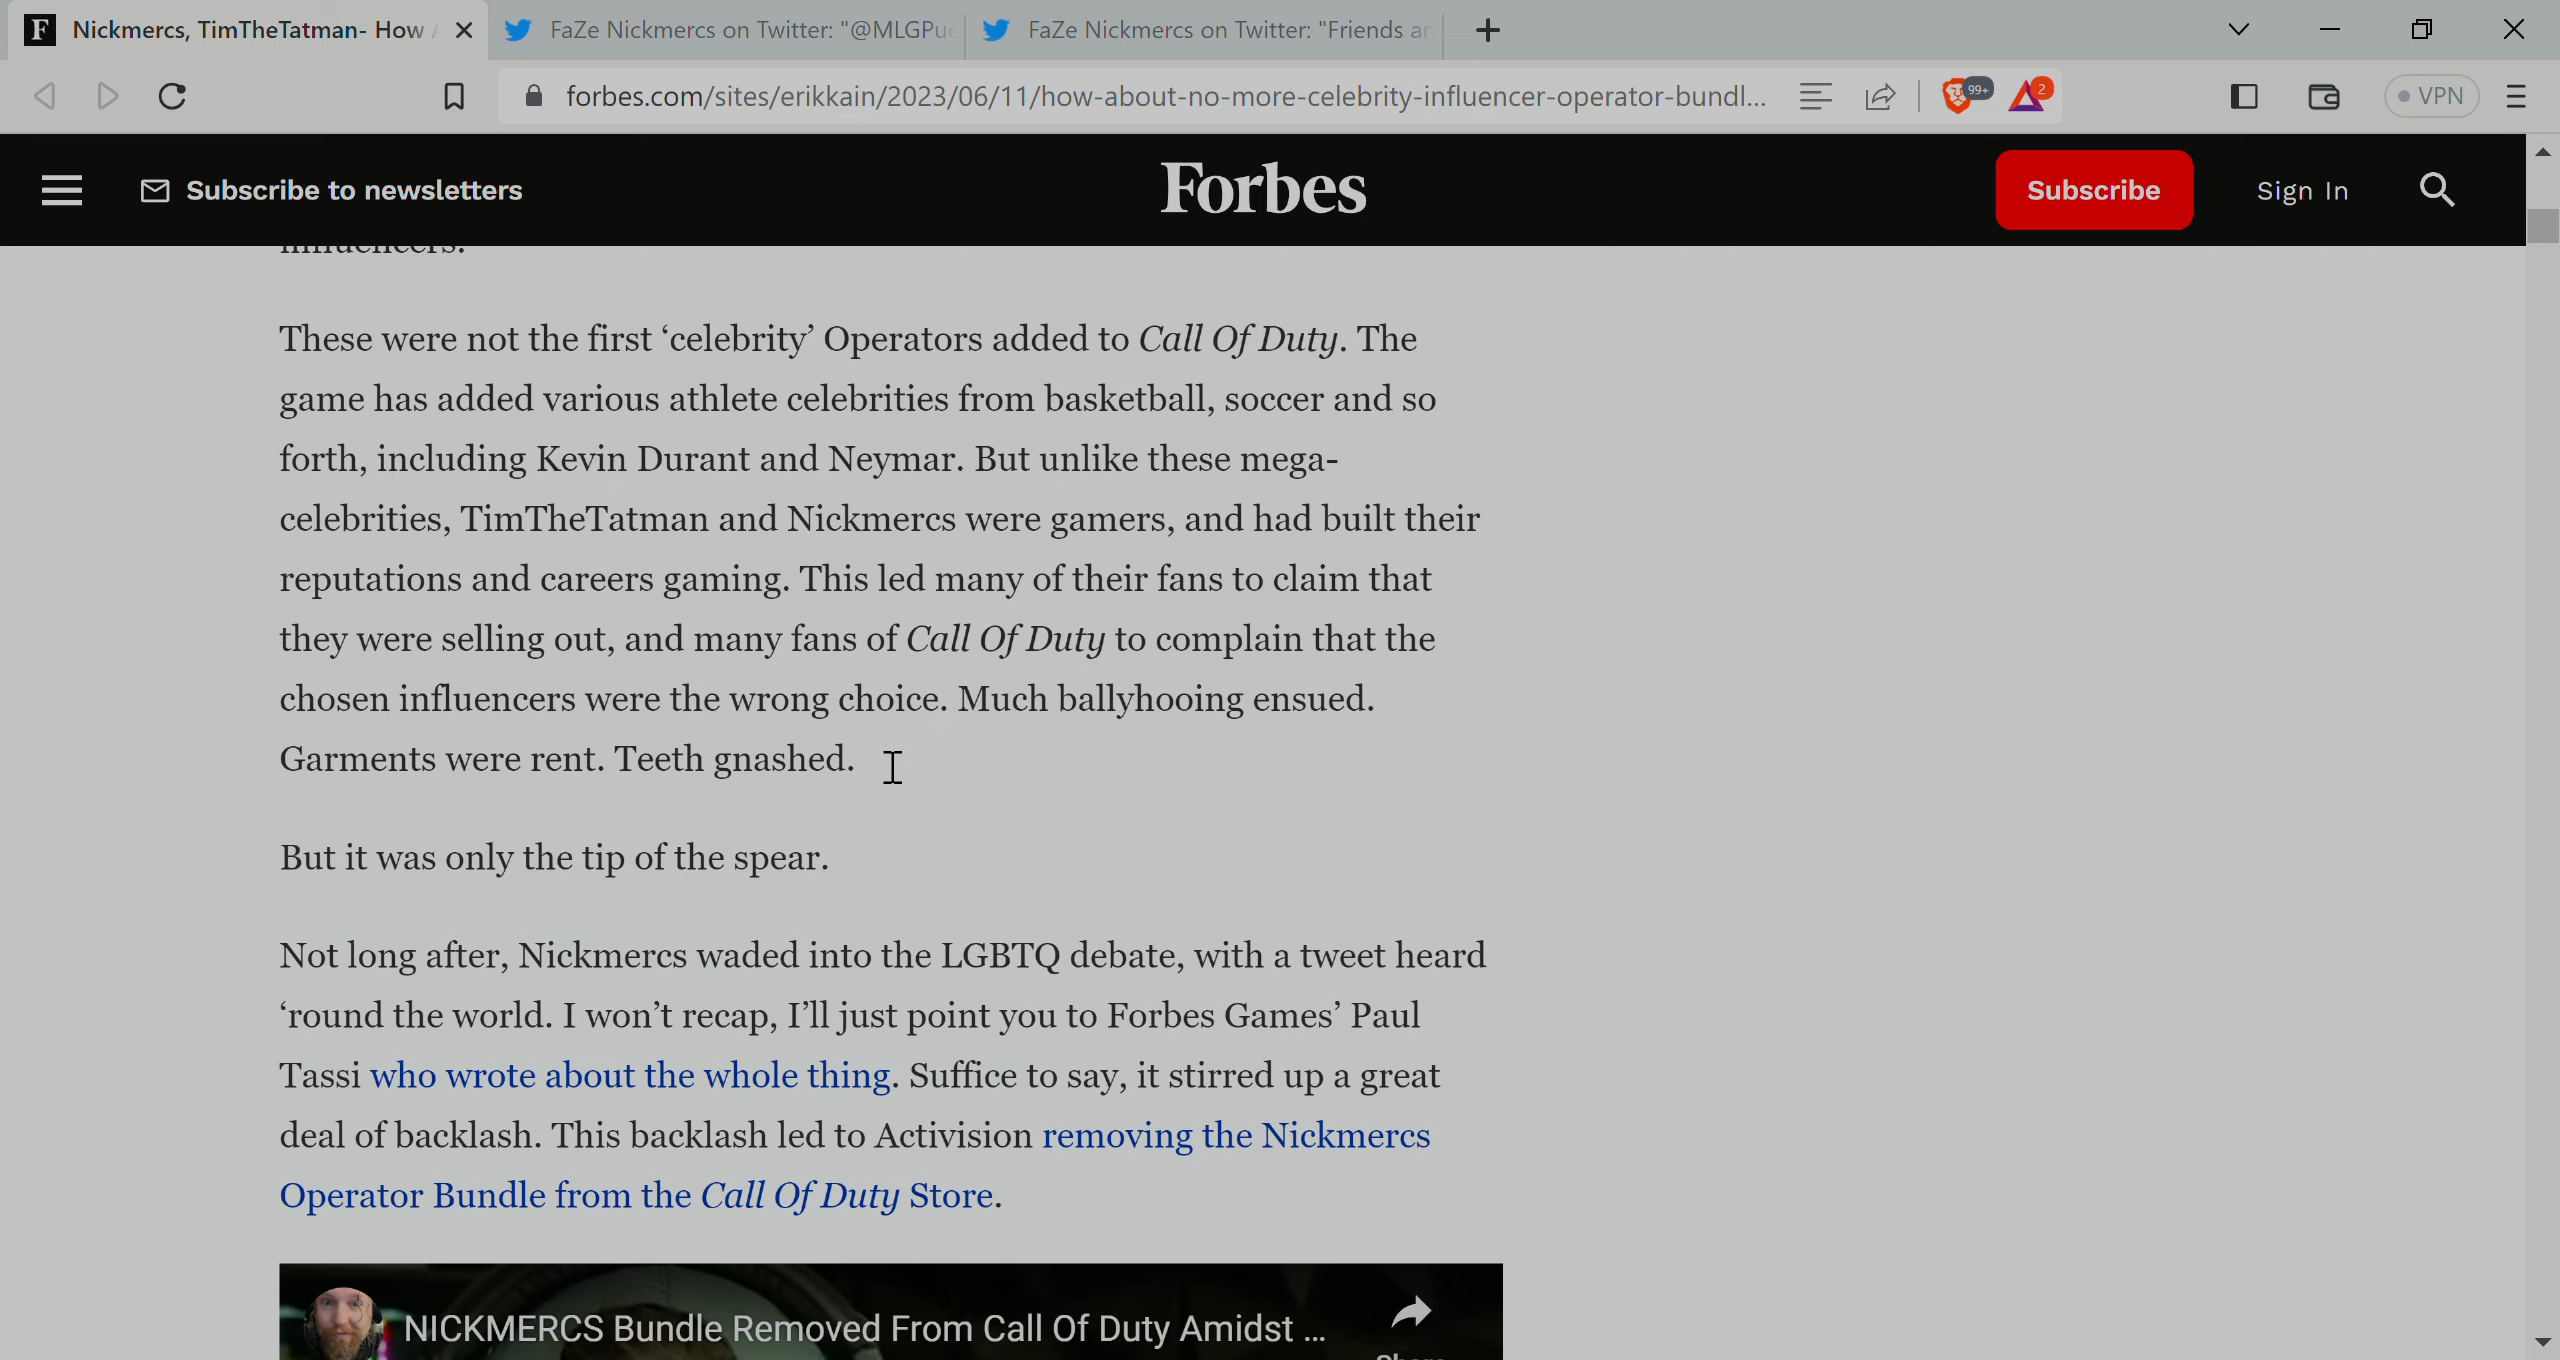 Nickmercs, TimTheTatman- How
FaZe Nickmercs on Twitter: "@MLGPu
FaZe Nickmercs on Twitter: "Friends ar
forbes.com/sites/erikkain/2023/06/11/how-about-no-more-celebrity-influencer-operator-bundl...
99+
2
VPN
Subscribe to newsletters
Forbes
Subscribe
Sign In
These were not the first ‘celebrity’ Operators added to Call Of Duty. The
game has added various athlete celebrities from basketball, soccer and so
forth, including Kevin Durant and Neymar. But unlike these mega-
celebrities, TimTheTatman and Nickmercs were gamers, and had built their
reputations and careers gaming. This led many of their fans to claim that
they were selling out, and many fans of Call Of Duty to complain that the
chosen influencers were the wrong choice. Much ballyhooing ensued.
Garments were rent. Teeth gnashed.
But it was only the tip of the spear.
Not long after, Nickmercs waded into the LGBTQ debate, with a tweet heard
‘round the world. I won’t recap, I’ll just point you to Forbes Games’ Paul
Tassi who wrote about the whole thing. Suffice to say, it stirred up a great
deal of backlash. This backlash led to Activision removing the Nickmercs
Operator Bundle from the Call Of Duty Store.
NICKMERCS Bundle Removed From Call Of Duty Amidst ...